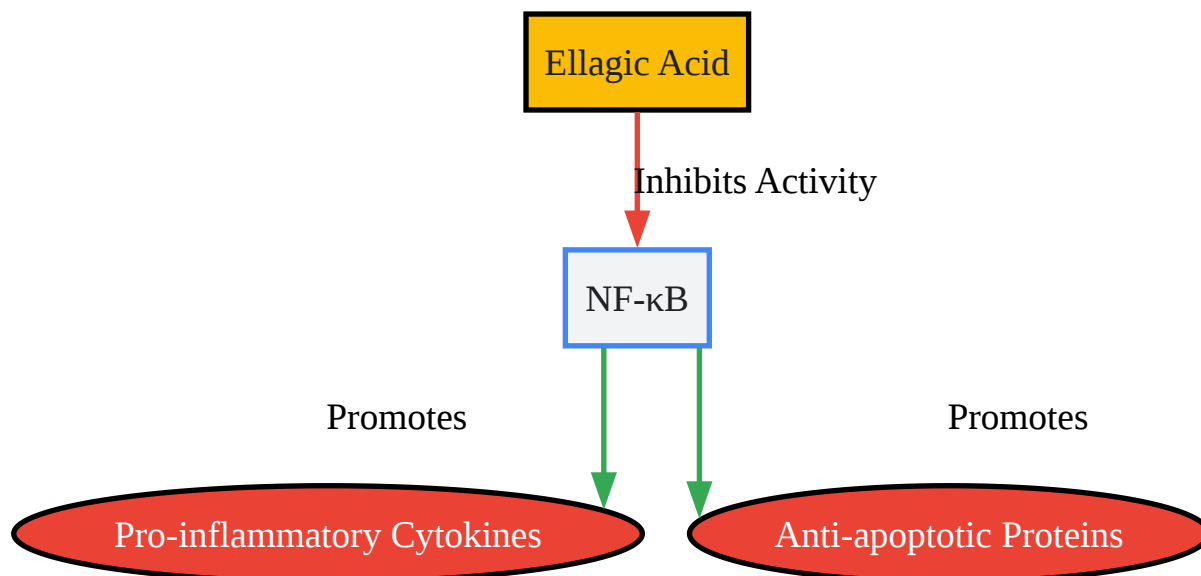 Ellagic Acid
Inhibits Activity
NF-κB
Promotes
Promotes
Pro-inflammatory Cytokines
Anti-apoptotic Proteins